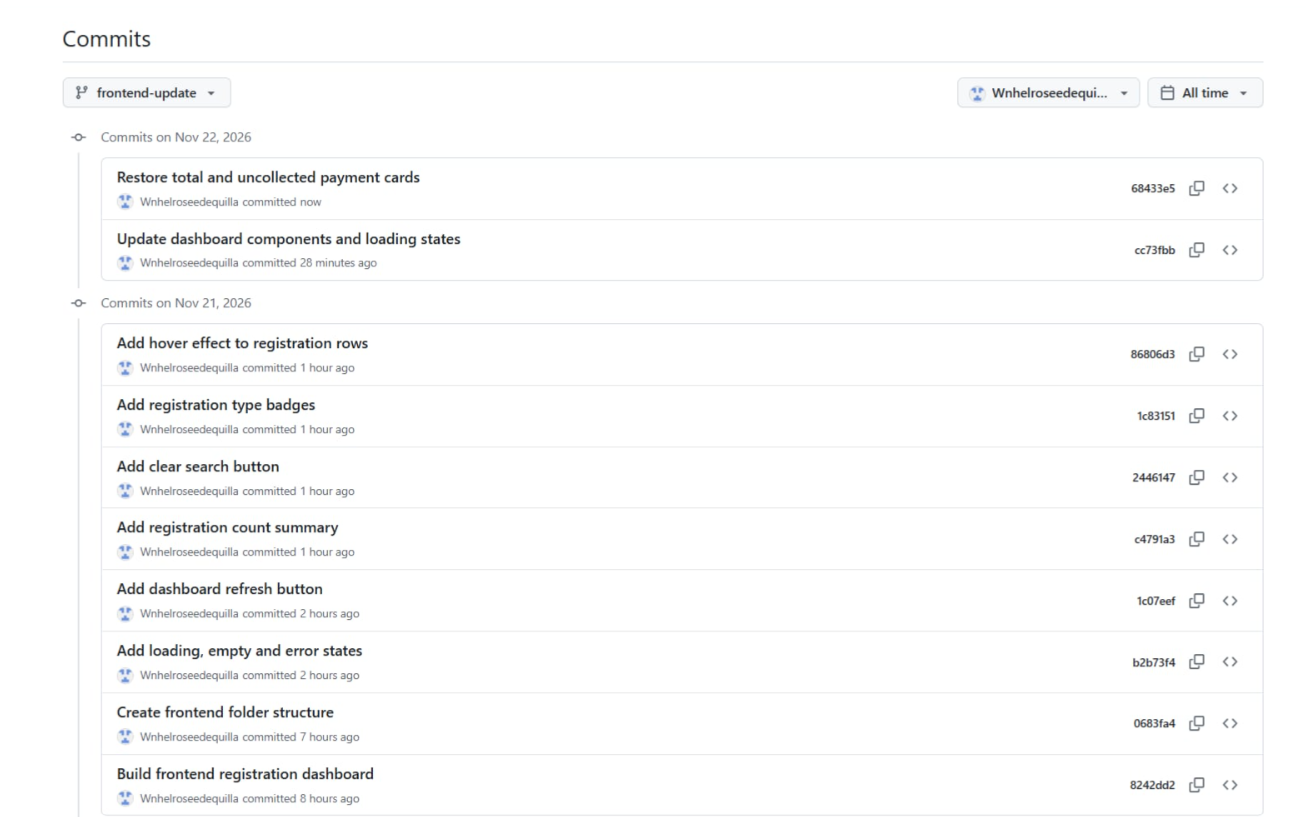 Commits
frontend-update
Wnhelroseedequi...
All time
Commits on Nov 22, 2026
Restore total and uncollected payment cards
Wnhelroseedequilla committed now
68433e5
Update dashboard components and loading states
Wnhelroseedequilla committed 28 minutes ago
cc73fbb
Commits on Nov 21, 2026
Add hover effect to registration rows
Wnhelroseedequilla committed 1 hour ago
86806d3
Add registration type badges
Wnhelroseedequilla committed 1 hour ago
1c83151
Add clear search button
Wnhelroseedequilla committed 1 hour ago
2446147
Add registration count summary
Wnhelroseedequilla committed 1 hour ago
c4791a3
Add dashboard refresh button
Wnhelroseedequilla committed 2 hours ago
1c07eef
Add loading, empty and error states
Wnhelroseedequilla committed 2 hours ago
b2b73f4
Create frontend folder structure
Wnhelroseedequilla committed 7 hours ago
0683fa4
Build frontend registration dashboard
Wnhelroseedequilla committed 8 hours ago
8242dd2